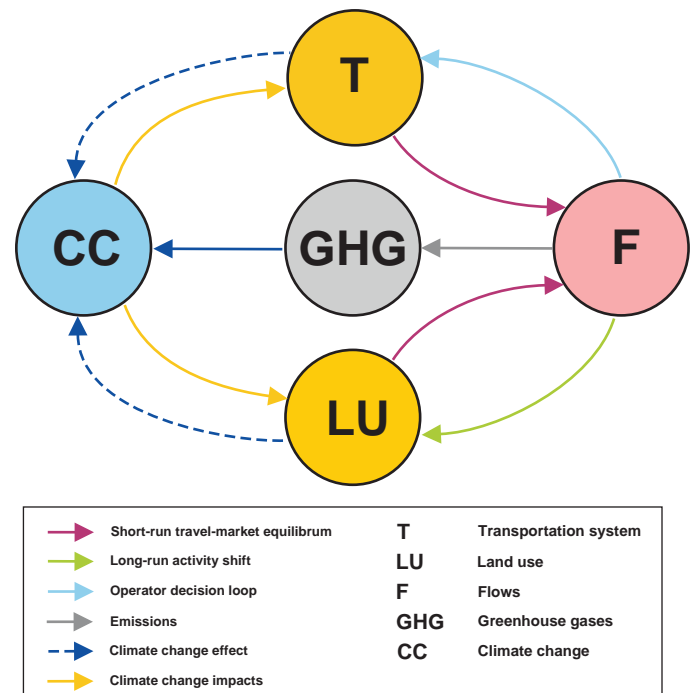 T
CC
GHG
F
LU
Short-run travel-market equilibrum
T
Transportation system
Long-run activity shift
LU
Land use
Operator decision loop
F
Flows
Emissions
GHG
Greenhouse gases
Climate change effect
CC
Climate change
Climate change impacts